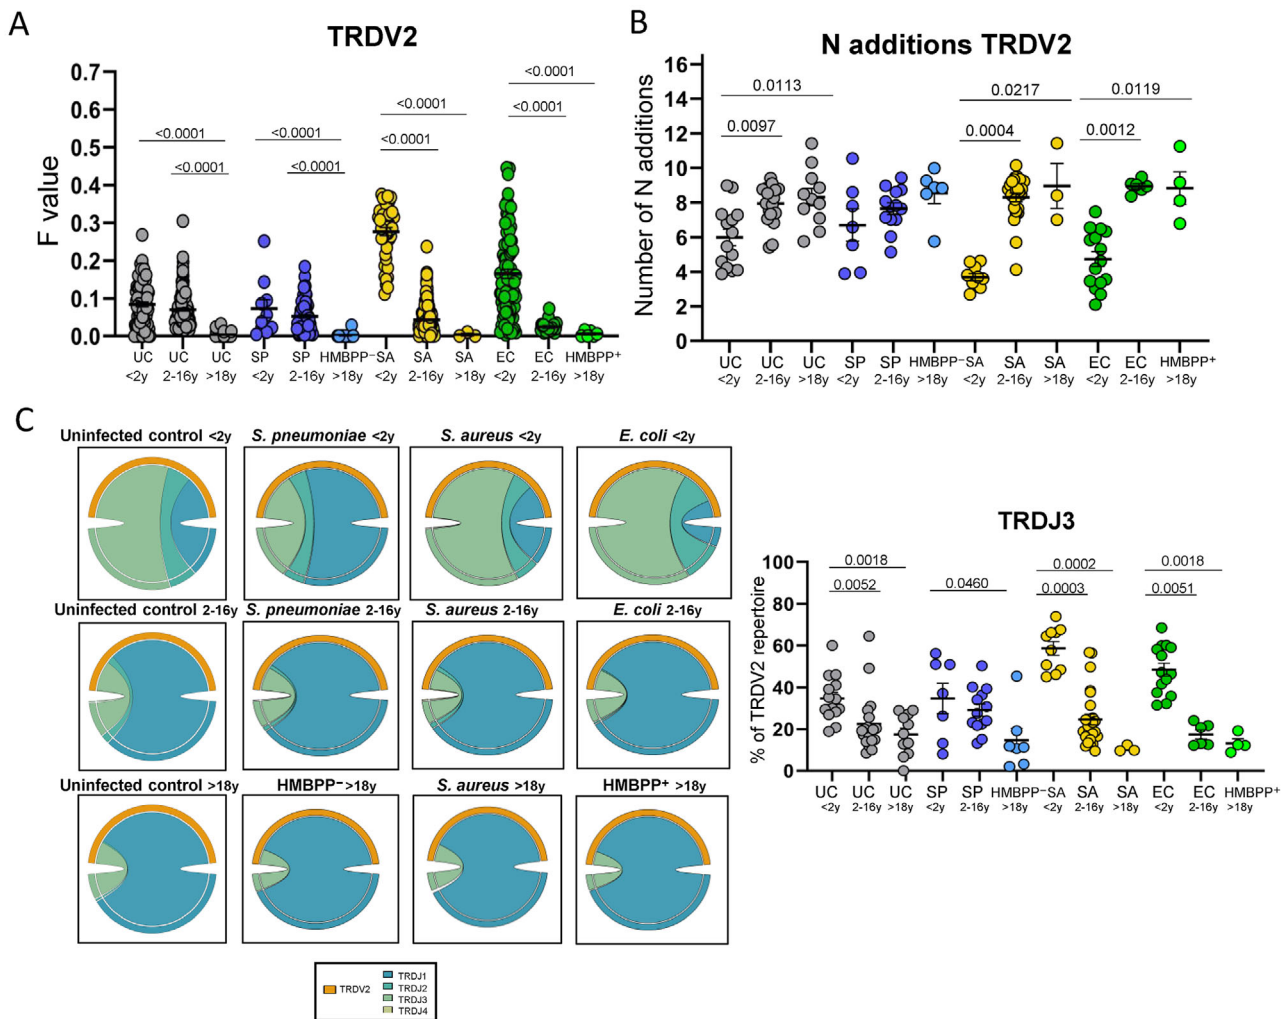 A
TRDV2
F value
0.7
0.6
0.5
0.4
0.3
0.2
0.1
0.0
<0.0001
<0.0001
<0.0001
<0.0001
<0.0001
<0.0001
<0.0001
<0.0001
UC UC UC SP SP HMBPP⁻ SA SA SA EC EC HMBPP⁺
<2y 2-16y >18y <2y 2-16y >18y <2y 2-16y >18y <2y 2-16y >18y
B
N additions TRDV2
Number of N additions
16
14
12
10
8
6
4
2
0
0.0113
0.0097
0.0217
0.0004
0.0119
0.0012
UC UC UC SP SP HMBPP⁻SA SA SA EC EC HMBPP⁺
<2y 2-16y >18y <2y 2-16y >18y <2y 2-16y >18y <2y 2-16y >18y
C
Uninfected control <2y S. pneumoniae <2y S. aureus <2y E. coli <2y
Uninfected control 2-16y S. pneumoniae 2-16y S. aureus 2-16y E. coli 2-16y
Uninfected control >18y HMBPP⁻ >18y S. aureus >18y HMBPP⁺ >18y
TRDV2
TRDJ1
TRDJ2
TRDJ3
TRDJ4
TRDJ3
% of TRDV2 repertoire
100
80
60
40
20
0
0.0018
0.0052
0.0460
0.0002
0.0003
0.0018
0.0051
UC UC UC SP SP HMBPP⁻SA SA SA EC EC HMBPP⁺
<2y 2-16y >18y <2y 2-16y >18y <2y 2-16y >18y <2y 2-16y >18y